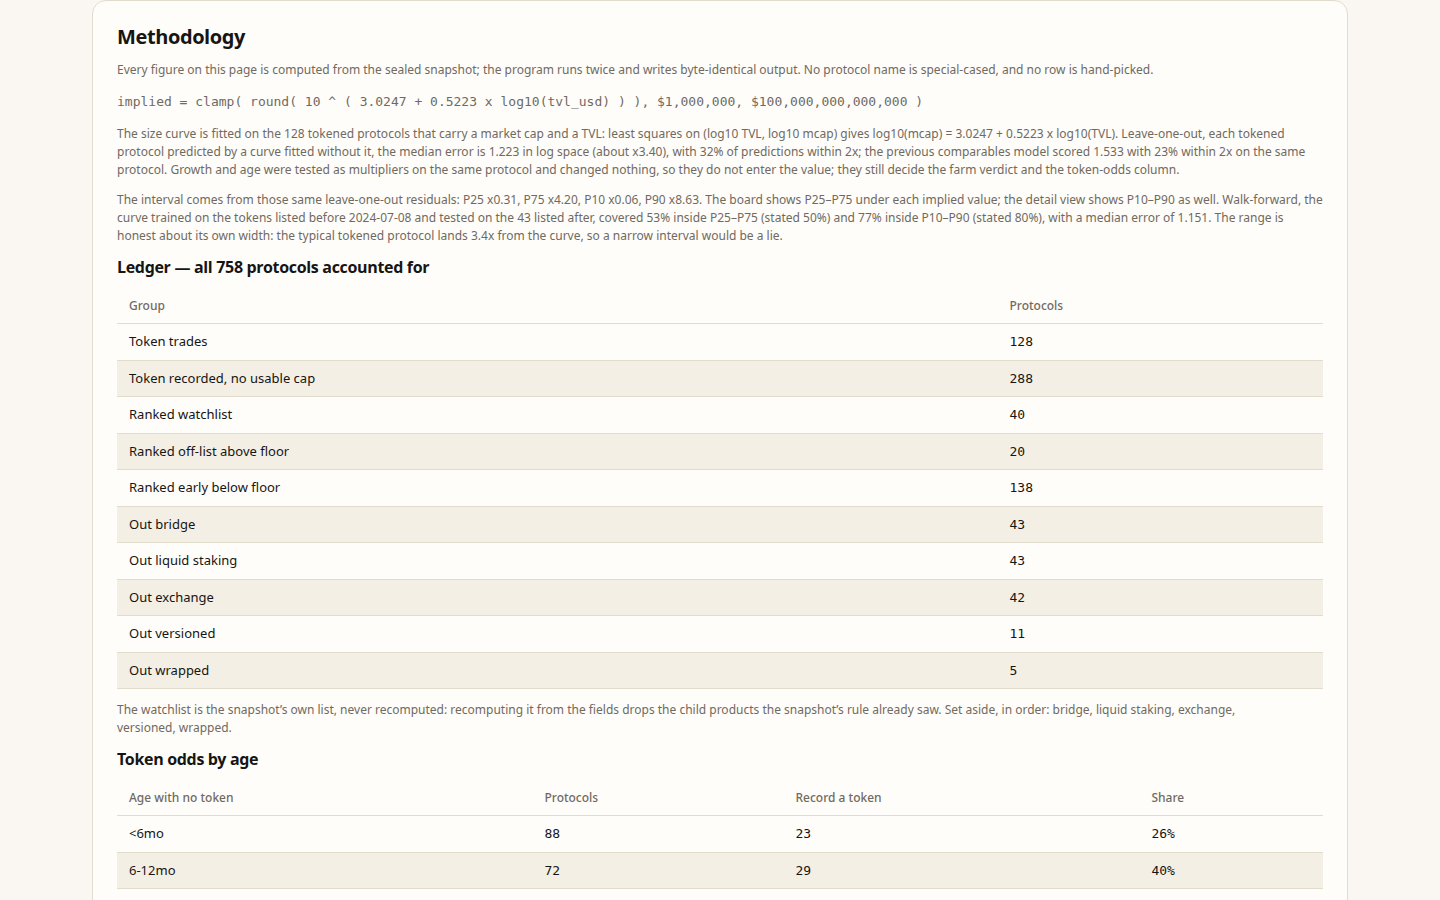 Methodology
Every figure on this page is computed from the sealed snapshot; the program runs twice and writes byte-identical output. No protocol name is special-cased, and no row is hand-picked.
implied = clamp( round( 10 ^ ( 3.0247 + 0.5223 x log10(tvl_usd) ) ), $1,000,000, $100,000,000,000,000 )
The size curve is fitted on the 128 tokened protocols that carry a market cap and a TVL: least squares on (log10 TVL, log10 mcap) gives log10(mcap) = 3.0247 + 0.5223 x log10(TVL). Leave-one-out, each tokened
protocol predicted by a curve fitted without it, the median error is 1.223 in log space (about x3.40), with 32% of predictions within 2x; the previous comparables model scored 1.533 with 23% within 2x on the same
protocol. Growth and age were tested as multipliers on the same protocol and changed nothing, so they do not enter the value; they still decide the farm verdict and the token-odds column.
The interval comes from those same leave-one-out residuals: P25 x0.31, P75 x4.20, P10 x0.06, P90 x8.63. The board shows P25–P75 under each implied value; the detail view shows P10–P90 as well. Walk-forward, the
curve trained on the tokens listed before 2024-07-08 and tested on the 43 listed after, covered 53% inside P25–P75 (stated 50%) and 77% inside P10–P90 (stated 80%), with a median error of 1.151. The range is
honest about its own width: the typical tokened protocol lands 3.4x from the curve, so a narrow interval would be a lie.
Ledger — all 758 protocols accounted for
Group Protocols
Token trades 128
Token recorded, no usable cap 288
Ranked watchlist 40
Ranked off-list above floor 20
Ranked early below floor 138
Out bridge 43
Out liquid staking 43
Out exchange 42
Out versioned 11
Out wrapped 5
The watchlist is the snapshot's own list, never recomputed: recomputing it from the fields drops the child products the snapshot's rule already saw. Set aside, in order: bridge, liquid staking, exchange,
versioned, wrapped.
Token odds by age
Age with no token Protocols Record a token Share
<6mo 88 23 26%
6-12mo 72 29 40%